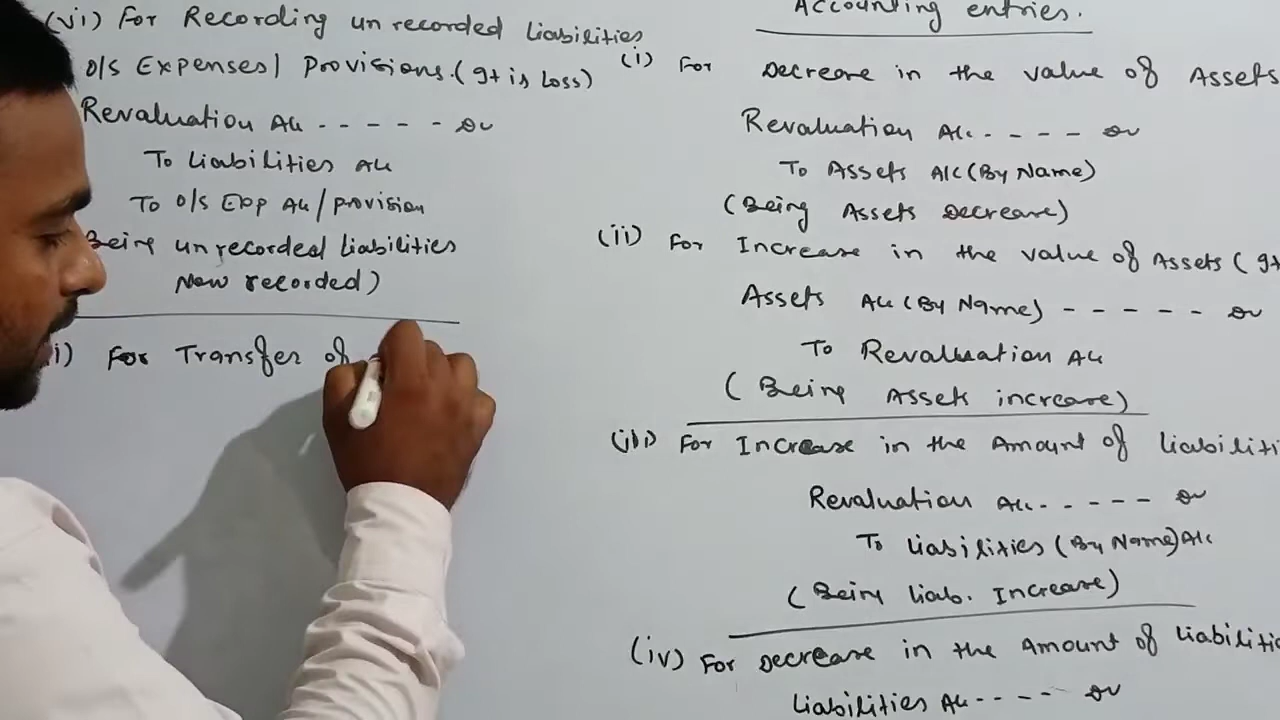 (vi) For Recording un recorded Liabilities
O/S Expenses / Provisions. (It is Loss)
Revaluation A/c - - - - - Dr
To Liabilities A/c
To O/S Exp A/c / provision
Being unrecorded Liabilities
Now recorded)
i) For Transfer of
Accounting entries.
(i) For Decrease in the value of Assets
Revaluation A/c - - - - Dr
To Assets A/c (By Name)
(Being Assets Decrease)
(ii) For Increase in the value of Assets (It
Assets A/c (By Name) - - - - - Dr
To Revaluation A/c
(Being Assets increase)
(iii) For Increase in the Amount of Liabiliti
Revaluation A/c - - - - - Dr
To Liabilities (By Name) A/c
(Being Liab. Increase)
(iv) For Decrease in the Amount of Liabiliti
Liabilities A/c - - - - Dr